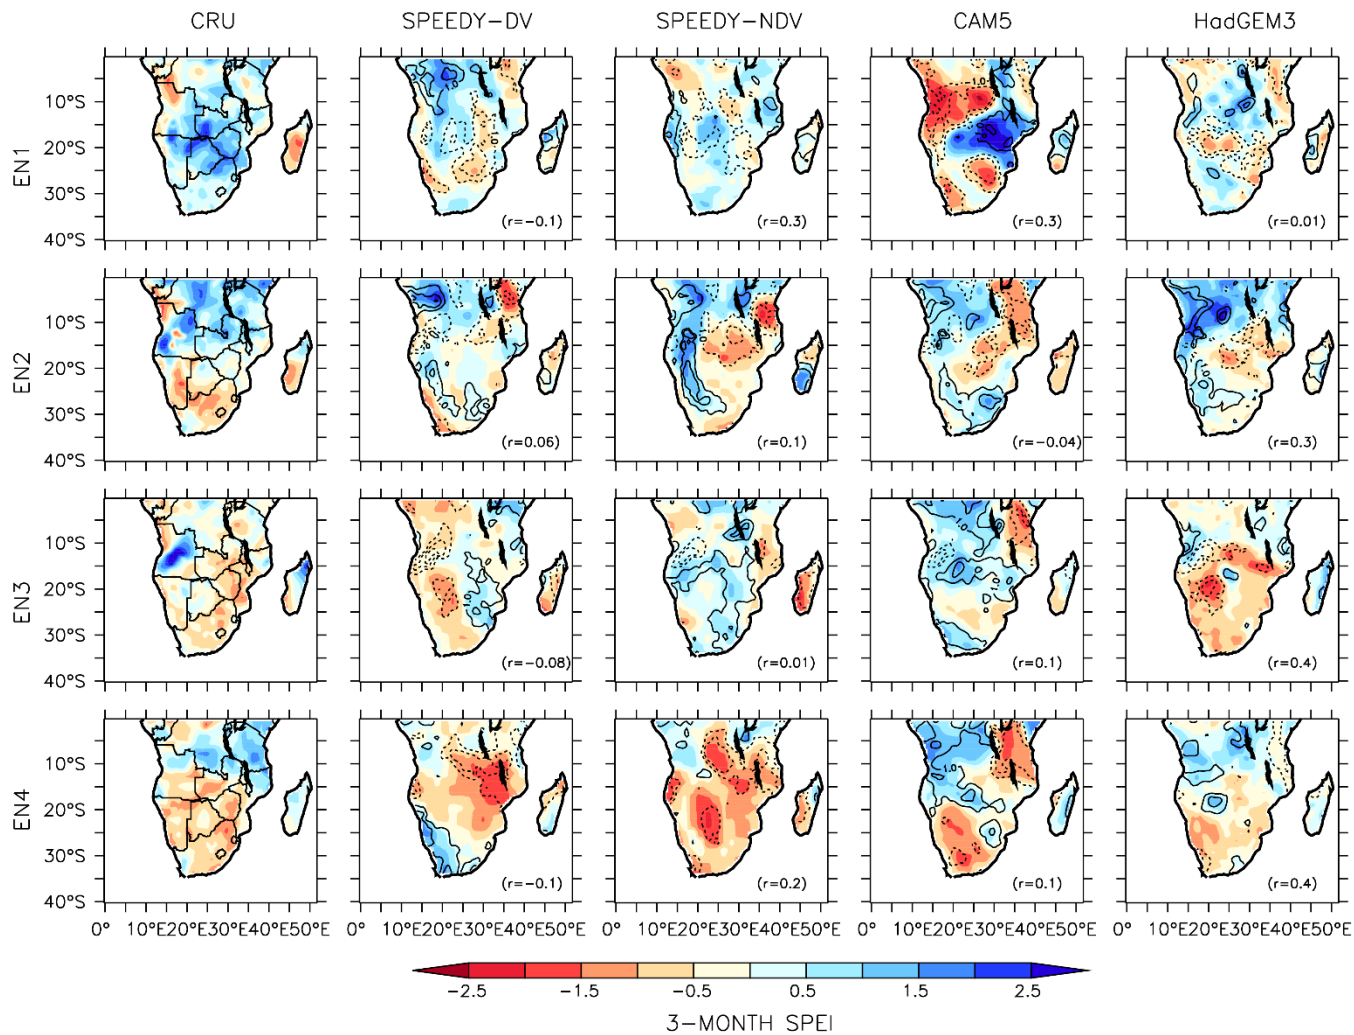 CRU SPEEDY-DV SPEEDY-NDV CAM5 HadGEM3
EN1
10°S
20°S
30°S
40°S
(r=-0.1) (r=0.3) (r=0.3) (r=0.01)
EN2
10°S
20°S
30°S
40°S
(r=0.06) (r=0.1) (r=-0.04) (r=0.3)
EN3
10°S
20°S
30°S
40°S
(r=-0.08) (r=0.01) (r=0.1) (r=0.4)
EN4
10°S
20°S
30°S
40°S
(r=-0.1) (r=0.2) (r=0.1) (r=0.4)
0° 10°E20°E30°E40°E50°E 0° 10°E20°E30°E40°E50°E 0° 10°E20°E30°E40°E50°E 0° 10°E20°E30°E40°E50°E 0° 10°E20°E30°E40°E50°E
-2.5 -1.5 -0.5 0.5 1.5 2.5
3-MONTH SPEI